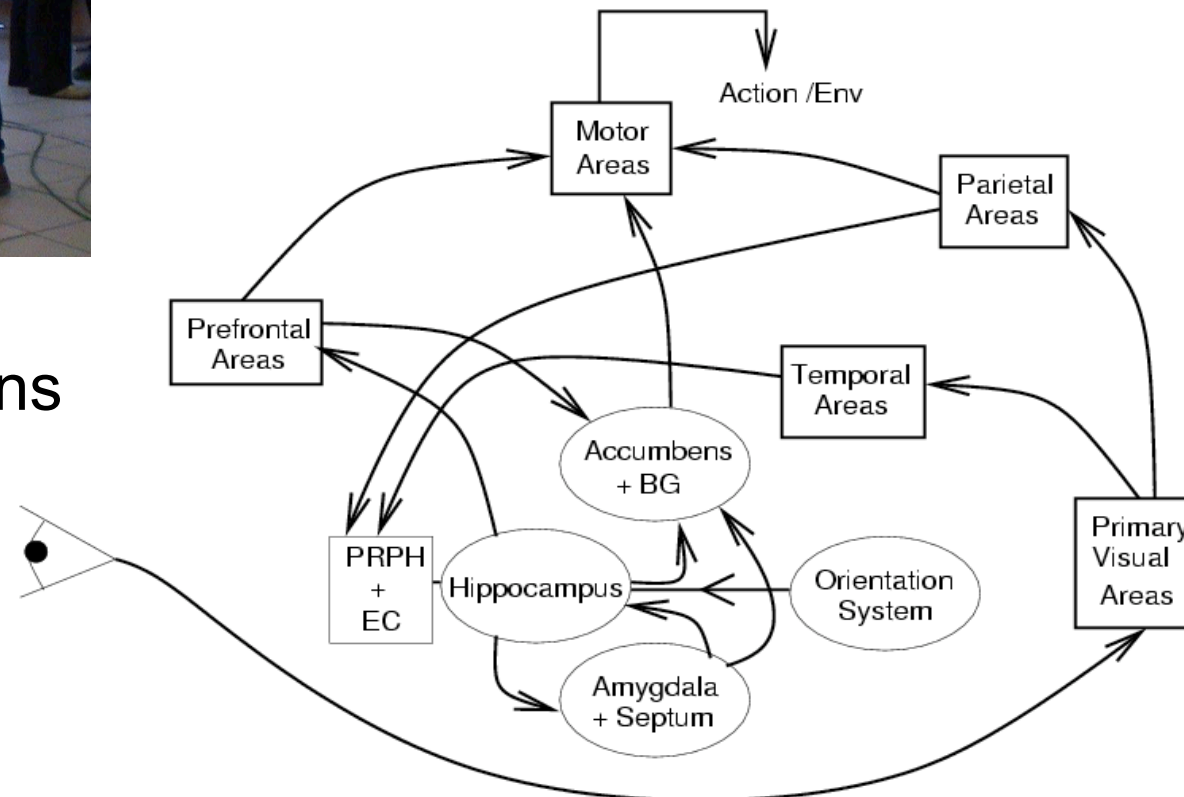 Action /Env
Motor
Areas
Parietal
Areas
Prefrontal
Areas
ns
Temporal
Areas
Accumbens
+ BG
Primary
Visual
Areas
PRPH
+
EC
Hippocampus
Orientation
System
Amygdala
+ Septum